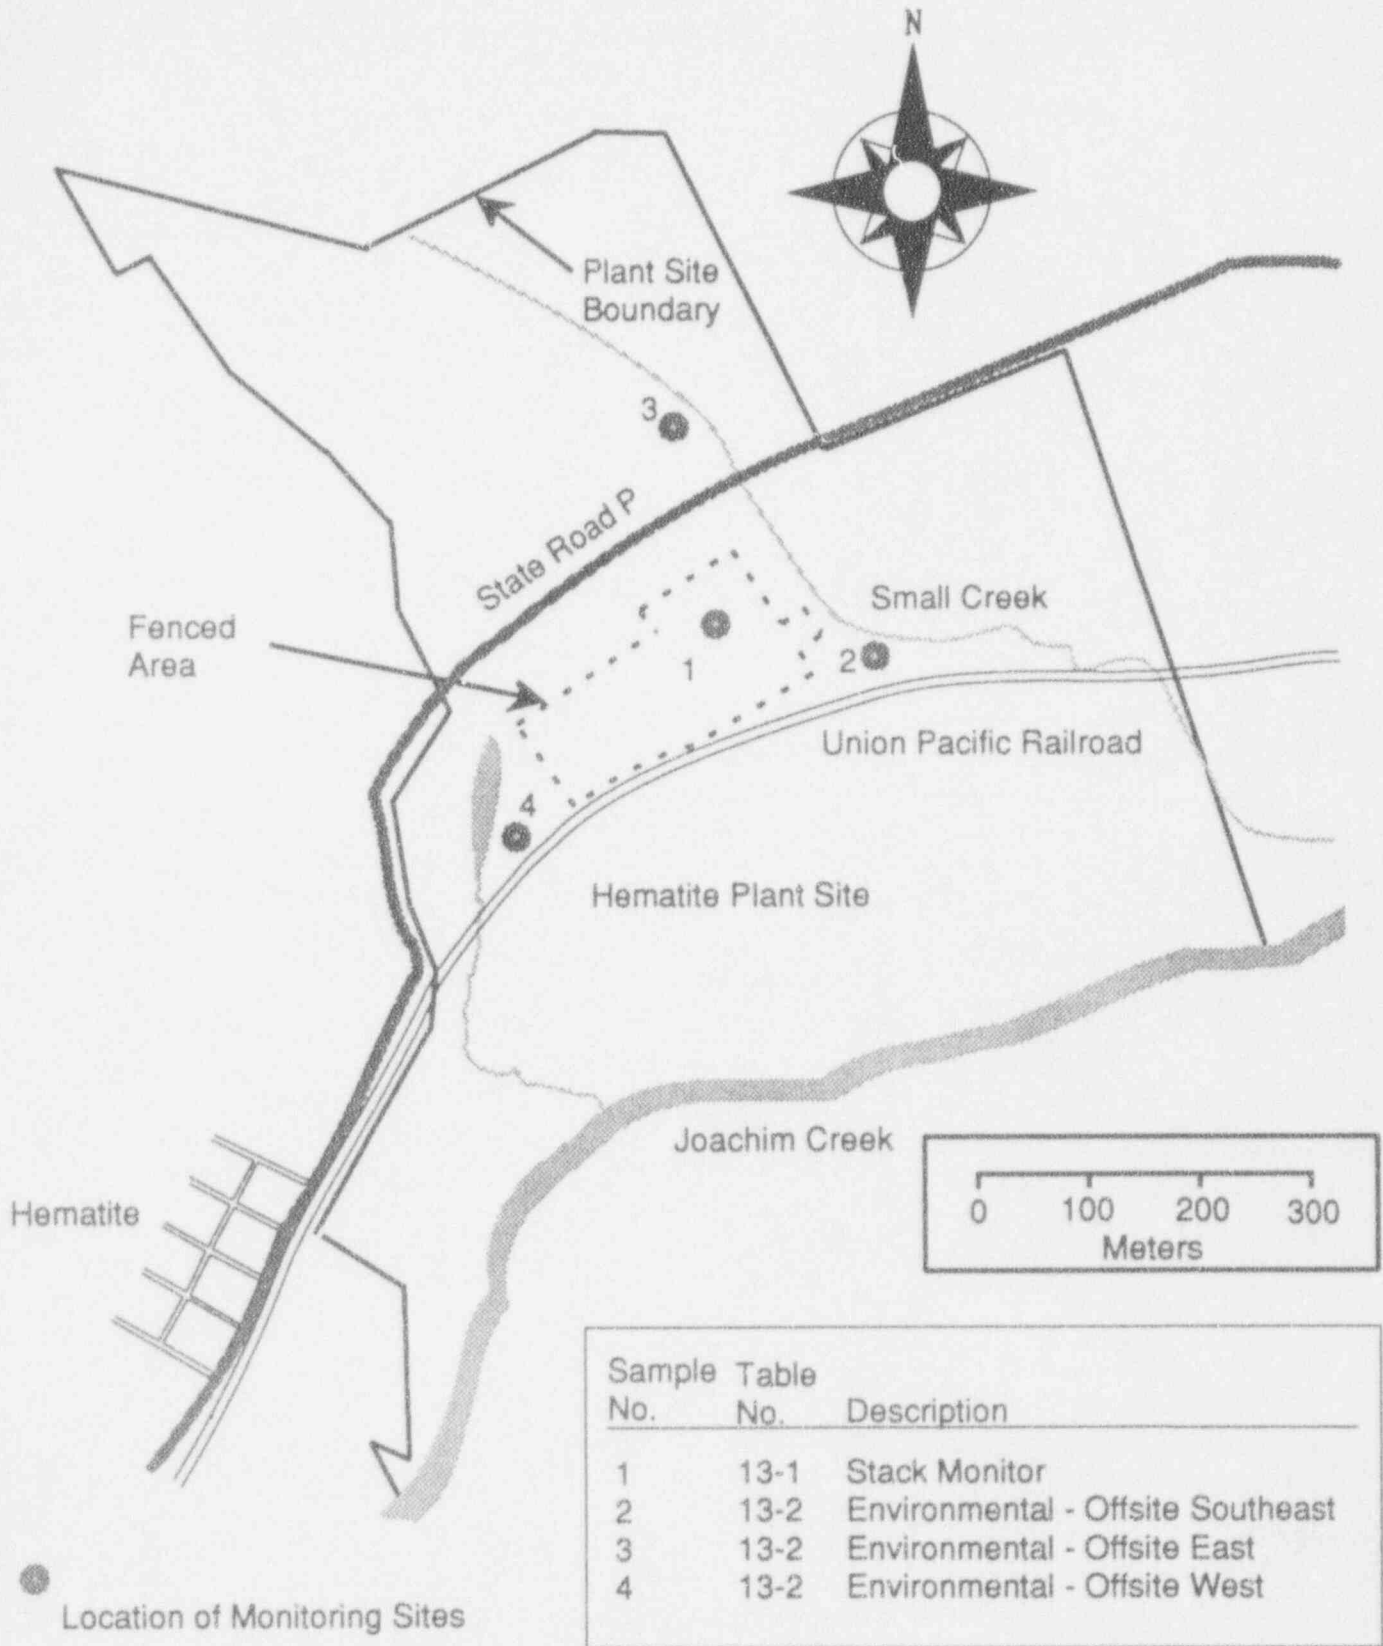 N
Plant Site
Boundary
3
State Road P
Small Creek
Fenced
Area
1
2
Union Pacific Railroad
4
Hematite Plant Site
Joachim Creek
Hematite
0 100 200 300
Meters
Sample Table
No. No. Description
1 13-1 Stack Monitor
2 13-2 Environmental - Offsite Southeast
3 13-2 Environmental - Offsite East
4 13-2 Environmental - Offsite West
Location of Monitoring Sites